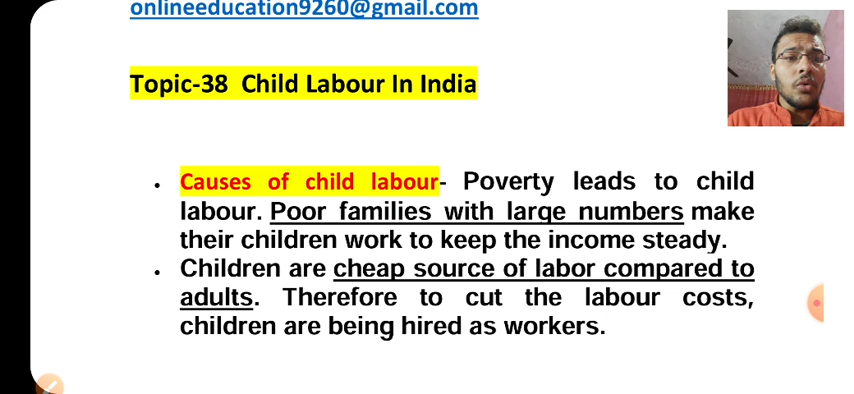 onlineeducation9260@gmail.com
Topic-38 Child Labour In India
• Causes of child labour- Poverty leads to child
labour. Poor families with large numbers make
their children work to keep the income steady.
• Children are cheap source of labor compared to
adults. Therefore to cut the labour costs,
children are being hired as workers.